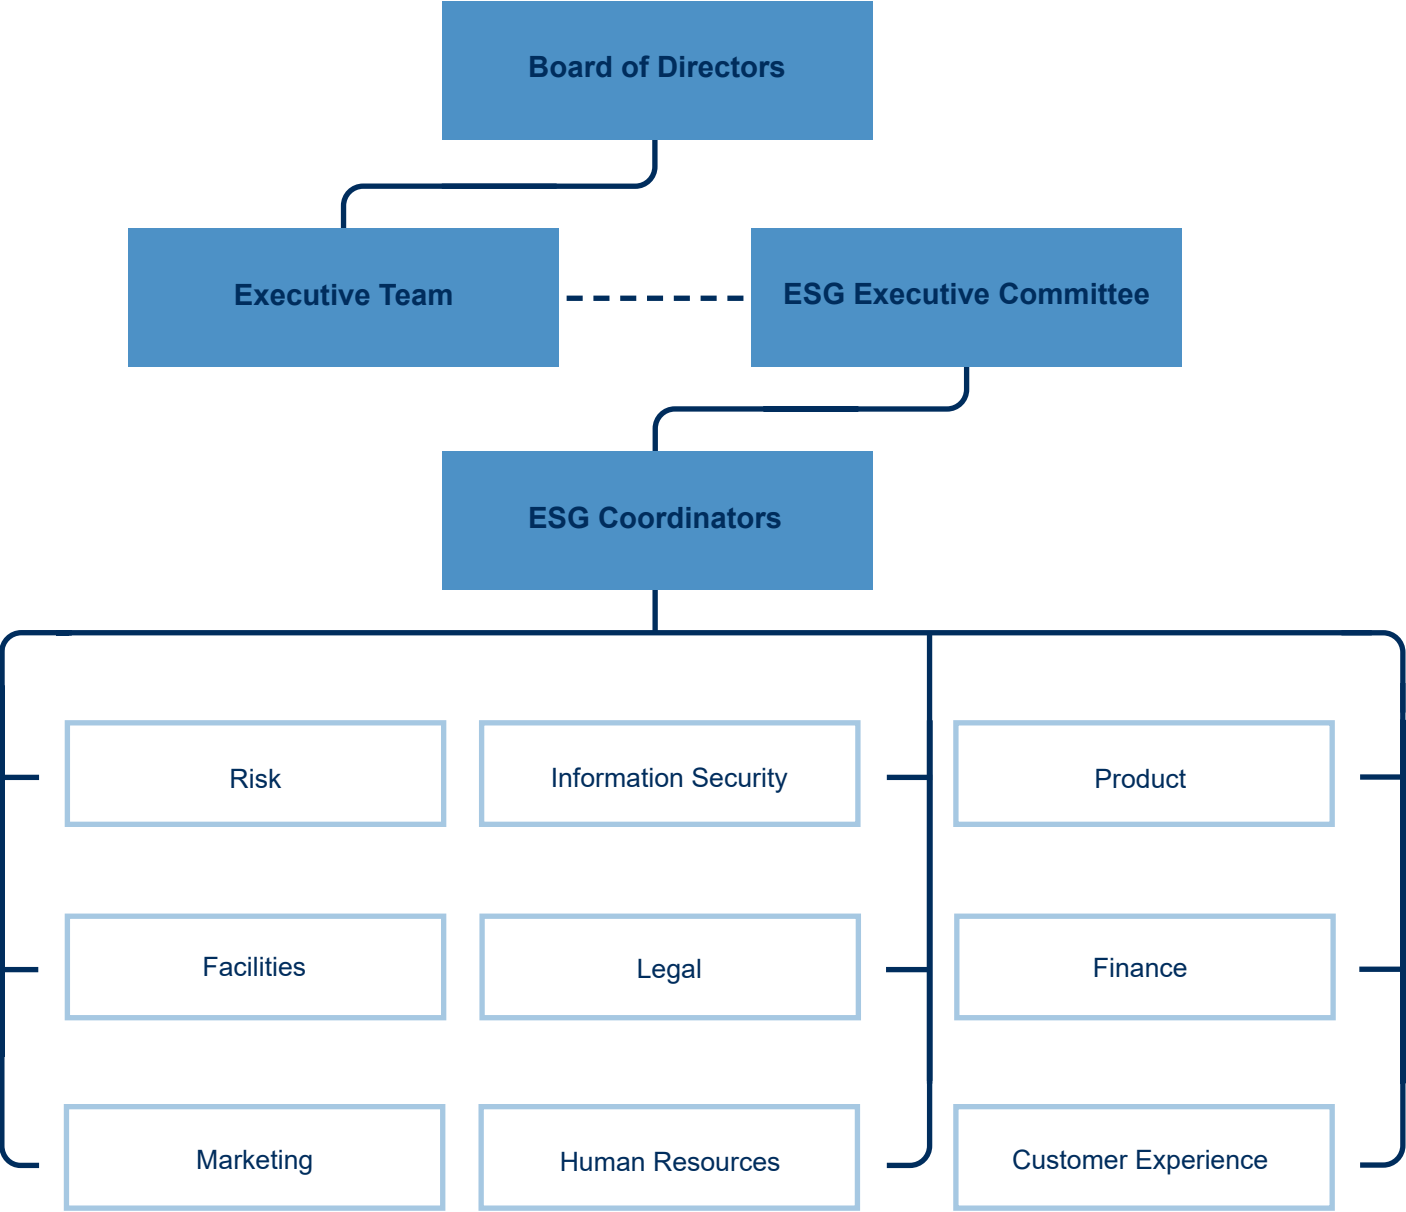 Board of Directors
Executive Team
ESG Executive Committee
ESG Coordinators
Risk
Information Security
Product
Facilities
Legal
Finance
Marketing
Human Resources
Customer Experience